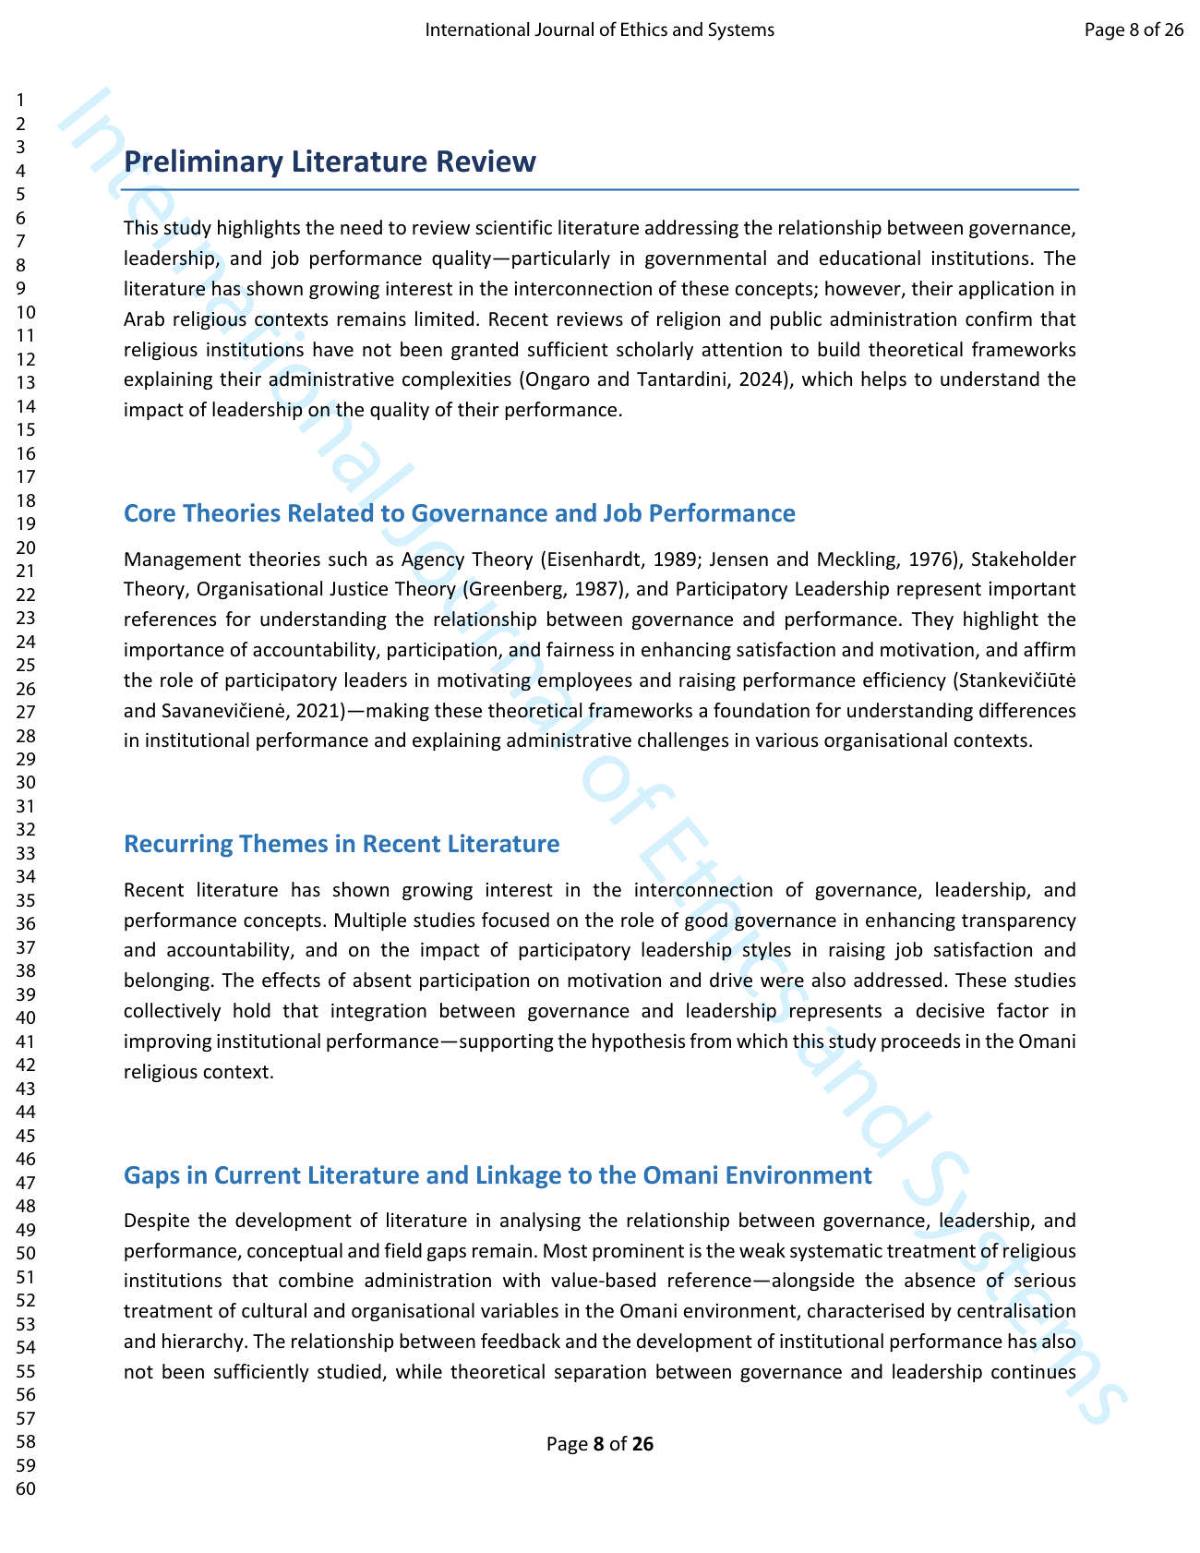 International Journal of Ethics and Systems
Page 8 of 26
1
2
3
4
5
6
7
8
9
10
11
12
13
14
15
16
17
18
19
20
21
22
23
24
25
26
27
28
29
30
31
32
33
34
35
36
37
38
39
40
41
42
43
44
45
46
47
48
49
50
51
52
53
54
55
56
57
58
59
60
Preliminary Literature Review
This study highlights the need to review scientific literature addressing the relationship between governance,
leadership, and job performance quality—particularly in governmental and educational institutions. The
literature has shown growing interest in the interconnection of these concepts; however, their application in
Arab religious contexts remains limited. Recent reviews of religion and public administration confirm that
religious institutions have not been granted sufficient scholarly attention to build theoretical frameworks
explaining their administrative complexities (Ongaro and Tantardini, 2024), which helps to understand the
impact of leadership on the quality of their performance.
Core Theories Related to Governance and Job Performance
Management theories such as Agency Theory (Eisenhardt, 1989; Jensen and Meckling, 1976), Stakeholder
Theory, Organisational Justice Theory (Greenberg, 1987), and Participatory Leadership represent important
references for understanding the relationship between governance and performance. They highlight the
importance of accountability, participation, and fairness in enhancing satisfaction and motivation, and affirm
the role of participatory leaders in motivating employees and raising performance efficiency (Stankevičiūtė
and Savanevičienė, 2021)—making these theoretical frameworks a foundation for understanding differences
in institutional performance and explaining administrative challenges in various organisational contexts.
Recurring Themes in Recent Literature
Recent literature has shown growing interest in the interconnection of governance, leadership, and
performance concepts. Multiple studies focused on the role of good governance in enhancing transparency
and accountability, and on the impact of participatory leadership styles in raising job satisfaction and
belonging. The effects of absent participation on motivation and drive were also addressed. These studies
collectively hold that integration between governance and leadership represents a decisive factor in
improving institutional performance—supporting the hypothesis from which this study proceeds in the Omani
religious context.
Gaps in Current Literature and Linkage to the Omani Environment
Despite the development of literature in analysing the relationship between governance, leadership, and
performance, conceptual and field gaps remain. Most prominent is the weak systematic treatment of religious
institutions that combine administration with value-based reference—alongside the absence of serious
treatment of cultural and organisational variables in the Omani environment, characterised by centralisation
and hierarchy. The relationship between feedback and the development of institutional performance has also
not been sufficiently studied, while theoretical separation between governance and leadership continues
Page 8 of 26
International Journal of Ethics and Systems